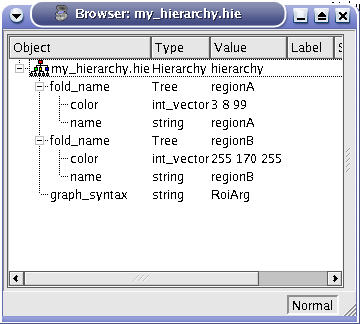 Browser: my_hierarchy.hie
Object Type Value Label S
my_hierarchy.hie Hierarchy hierarchy
fold_name Tree regionA
color int_vector 3 8 99
name string regionA
fold_name Tree regionB
color int_vector 255 170 255
name string regionB
graph_syntax string RoiArg
Normal